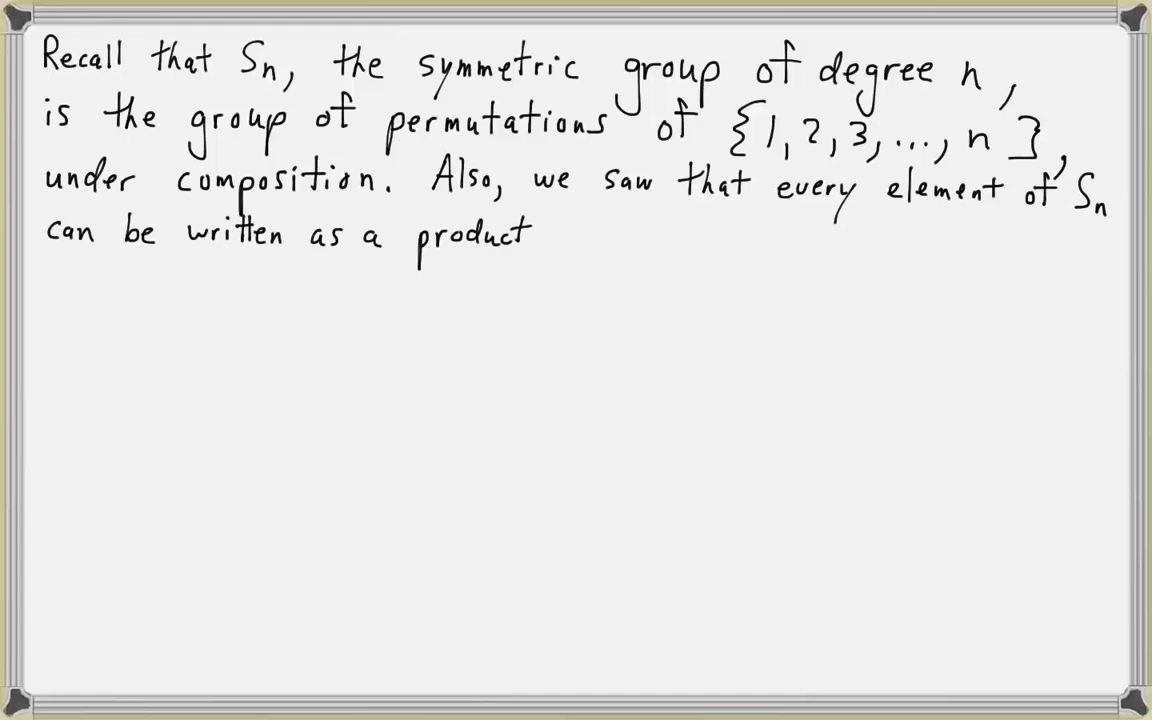 Recall that Sn, the symmetric group of degree n,
is the group of permutations of {1, 2, 3, ..., n},
under composition. Also, we saw that every element of Sn
can be written as a product